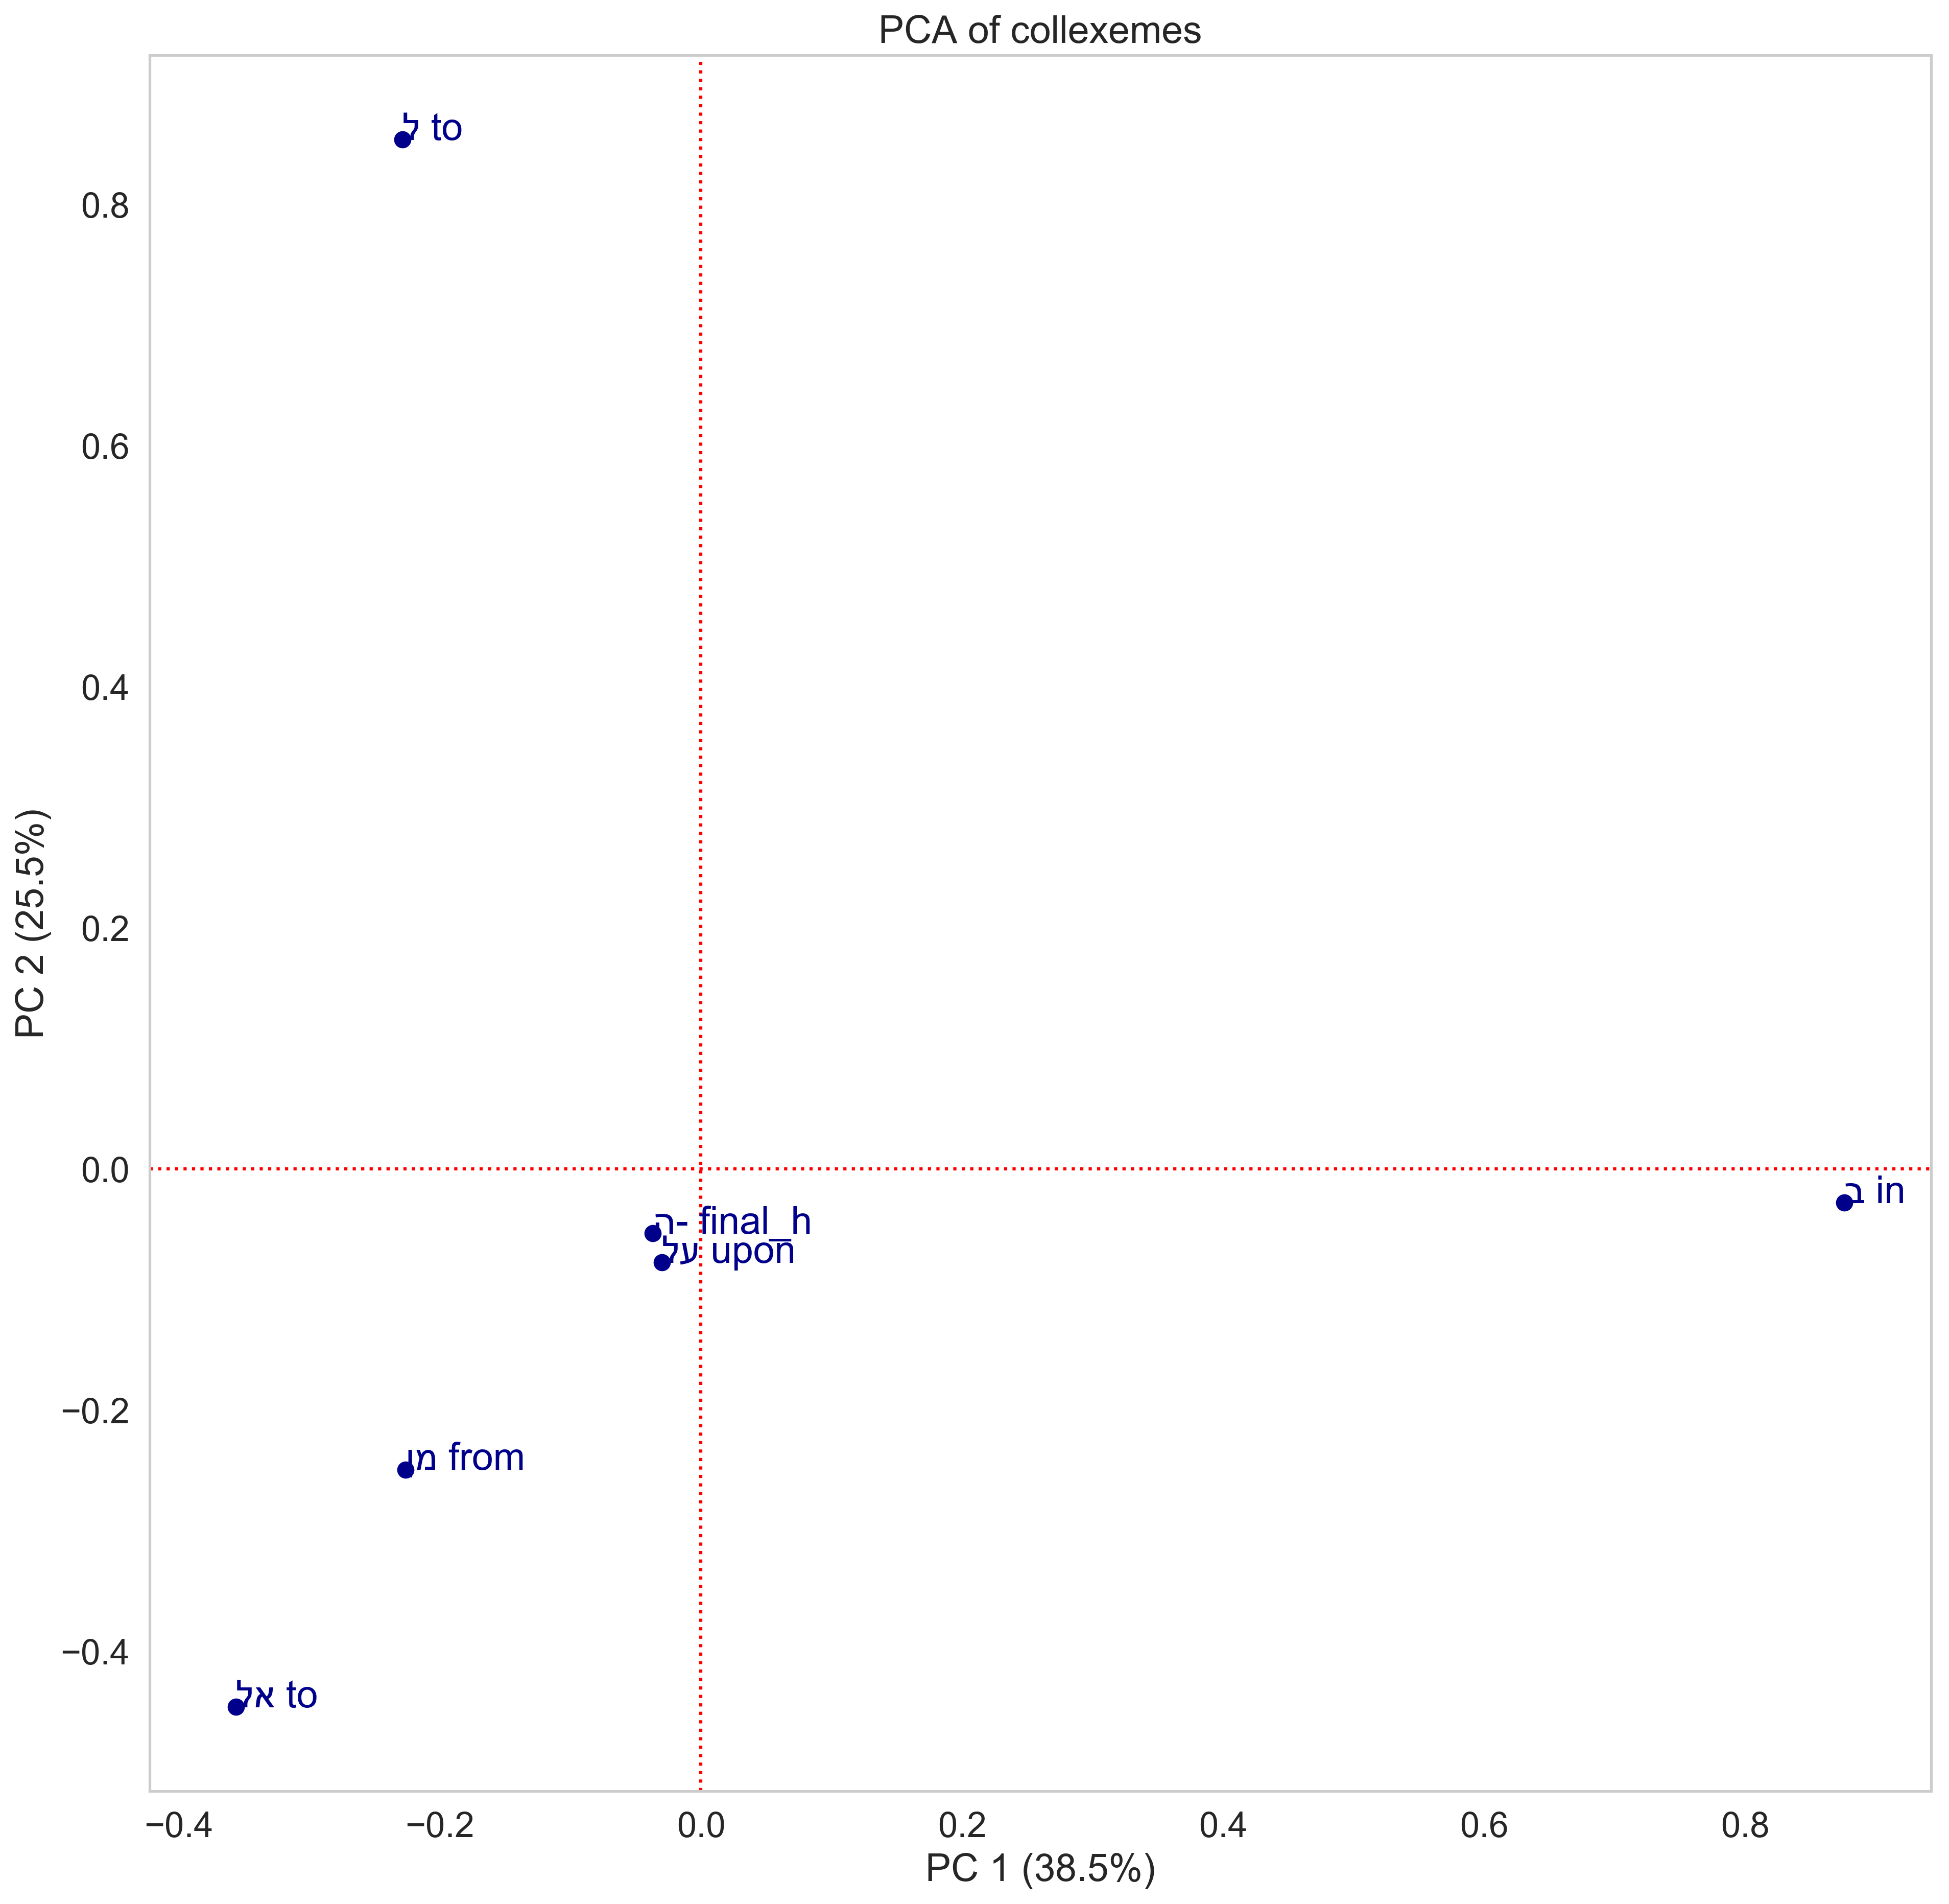 PCA of collexemes
ל to
0.8
0.6
0.4
0.2
0.0
ב in
ה- final_h
על upon
−0.2
מן from
−0.4
אל to
PC 2 (25.5%)
−0.4 −0.2 0.0 0.2 0.4 0.6 0.8
PC 1 (38.5%)